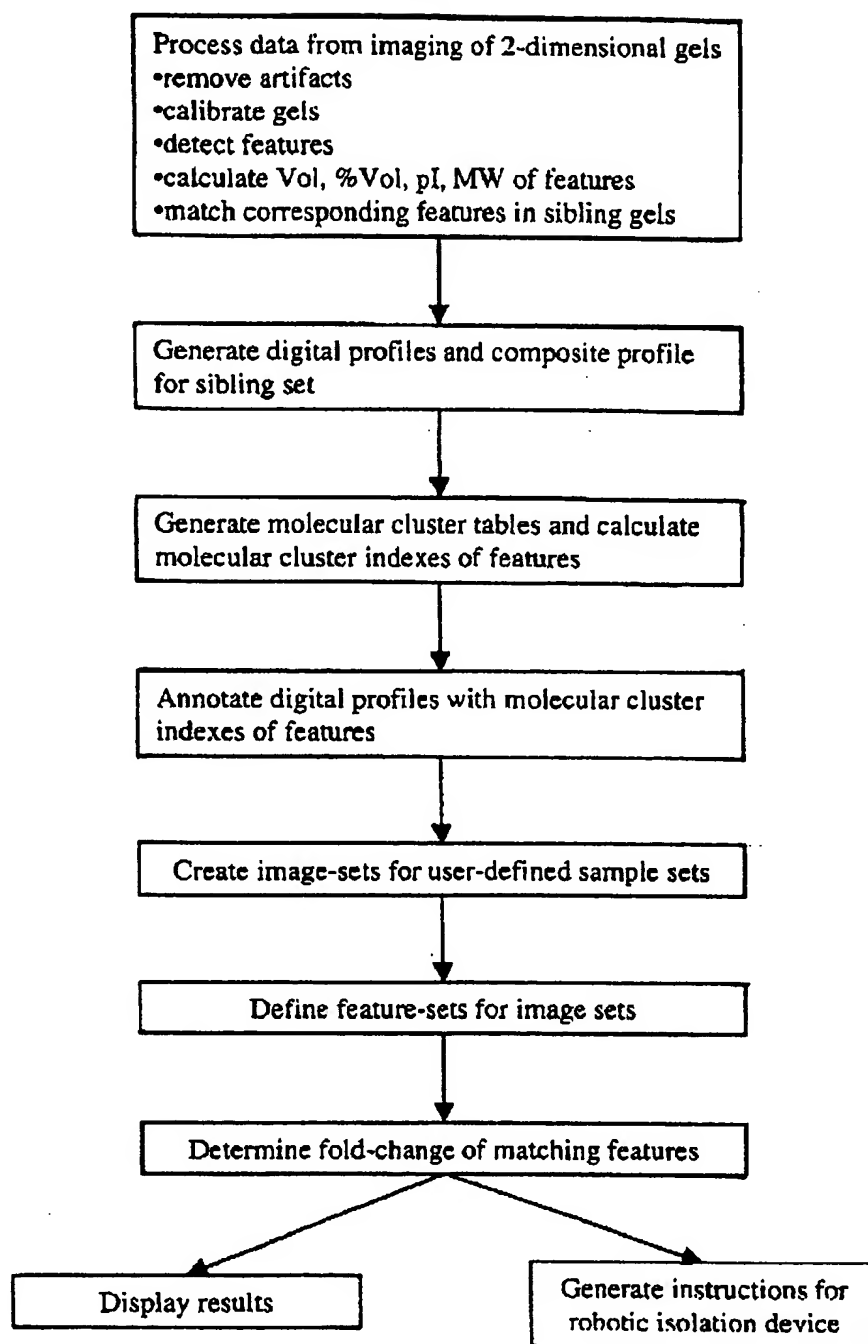 Process data from imaging of 2-dimensional gels
•remove artifacts
•calibrate gels
•detect features
•calculate Vol, %Vol, pI, MW of features
•match corresponding features in sibling gels
Generate digital profiles and composite profile
for sibling set
Generate molecular cluster tables and calculate
molecular cluster indexes of features
Annotate digital profiles with molecular cluster
indexes of features
Create image-sets for user-defined sample sets
Define feature-sets for image sets
Determine fold-change of matching features
Display results
Generate instructions for
robotic isolation device